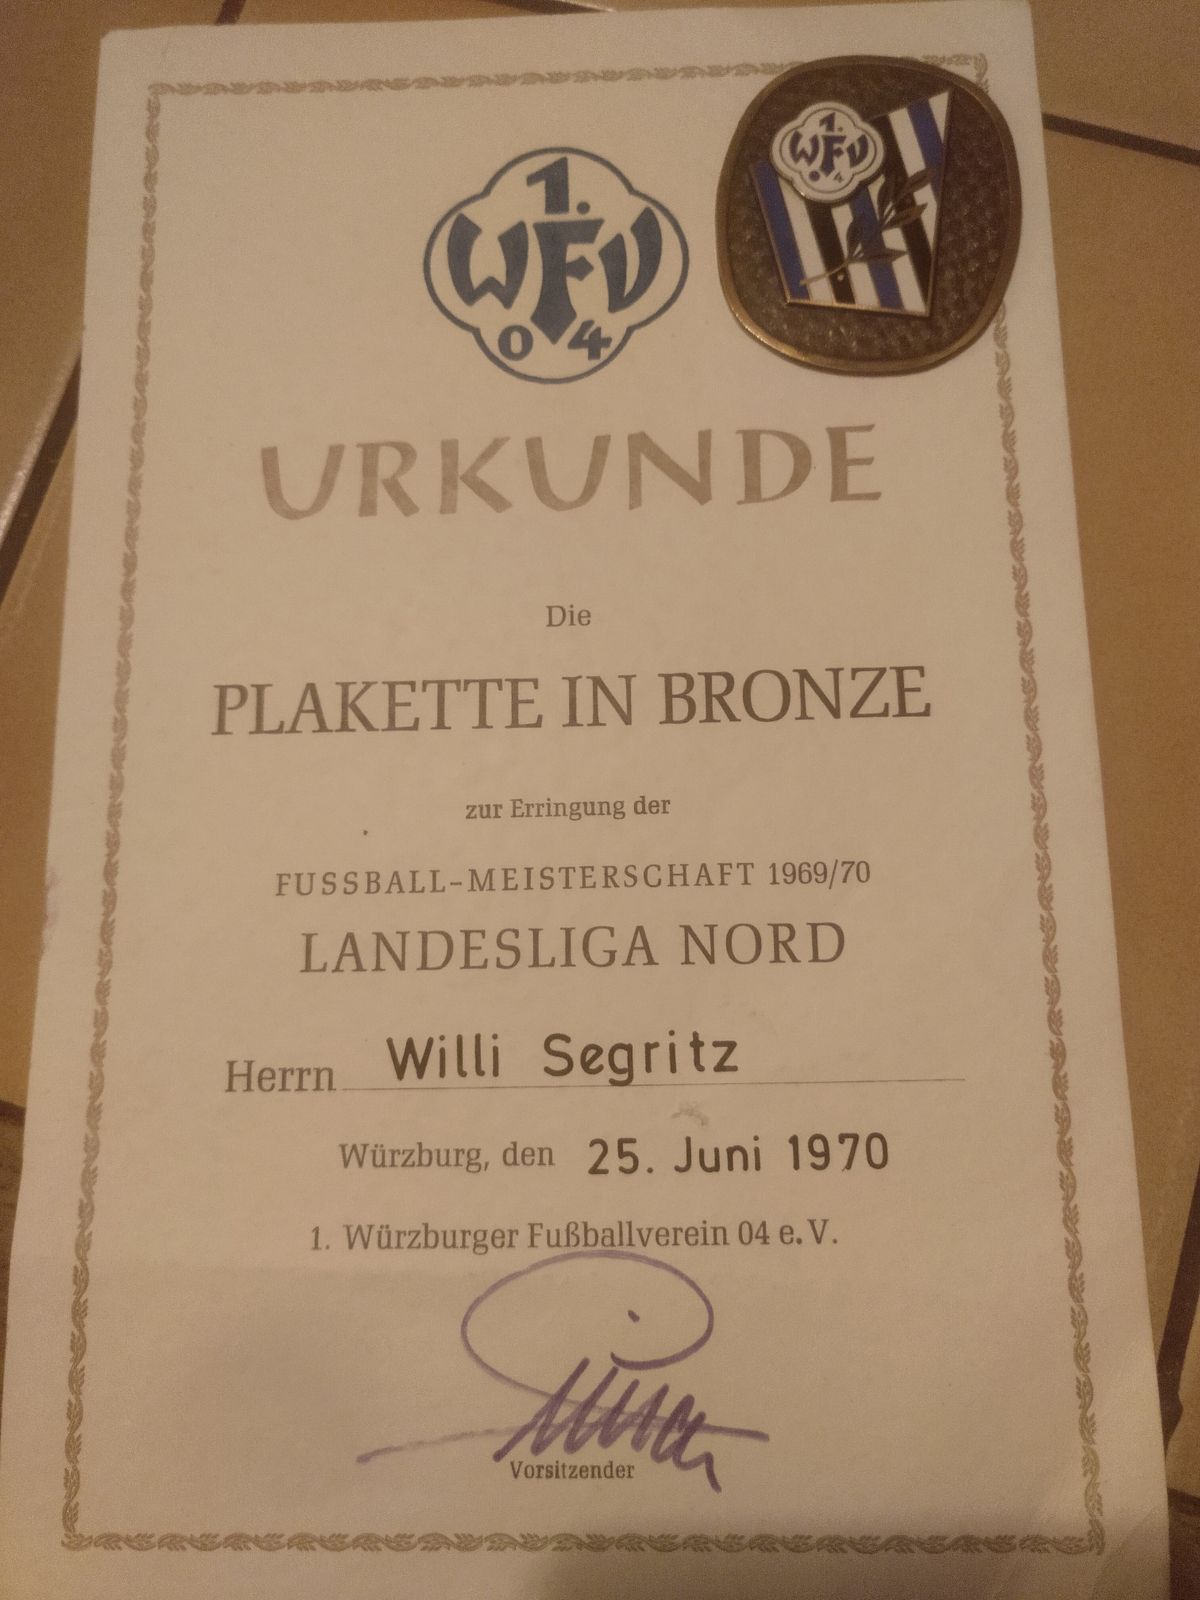 1.
WFV
04
1.
WFV
4
URKUNDE
Die
PLAKETTE IN BRONZE
zur Erringung der
FUSSBALL-MEISTERSCHAFT 1969/70
LANDESLIGA NORD
Herrn Willi Segritz
Würzburg, den 25. Juni 1970
1. Würzburger Fußballverein 04 e.V.
Vorsitzender